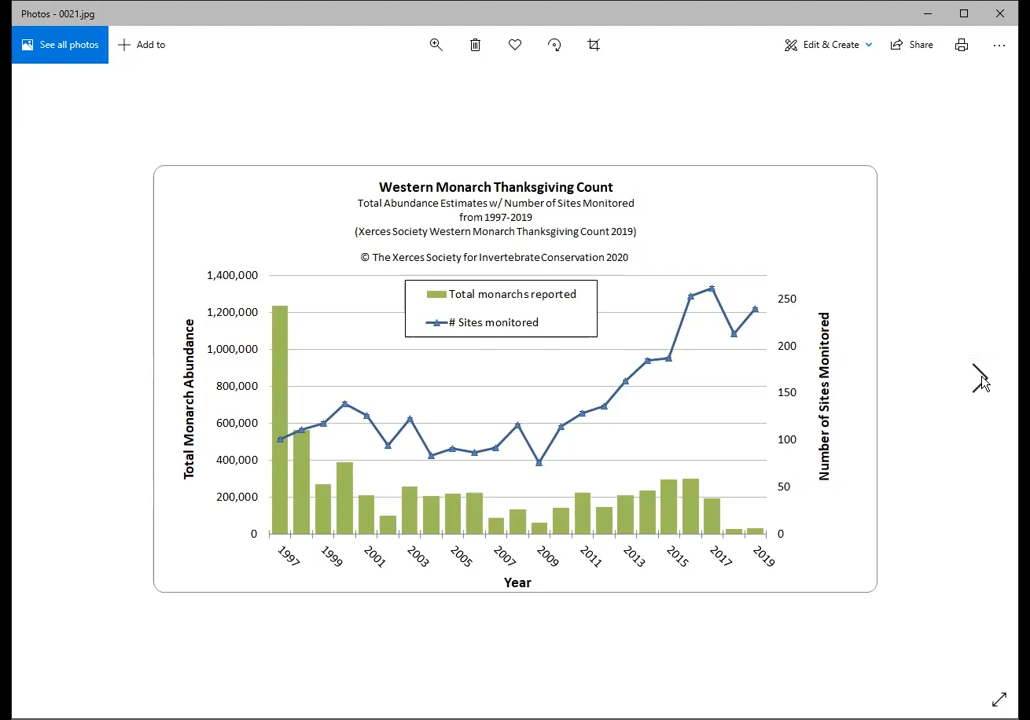 Photos - 0021.jpg
See all photos
Add to
Edit & Create
Share
Western Monarch Thanksgiving Count
Total Abundance Estimates w/ Number of Sites Monitored
from 1997-2019
(Xerces Society Western Monarch Thanksgiving Count 2019)
© The Xerces Society for Invertebrate Conservation 2020
Total monarchs reported
# Sites monitored
Total Monarch Abundance
1,400,000
1,200,000
1,000,000
800,000
600,000
400,000
200,000
0
250
200
150
100
50
0
Number of Sites Monitored
1997
1999
2001
2003
2005
2007
2009
2011
2013
2015
2017
2019
Year